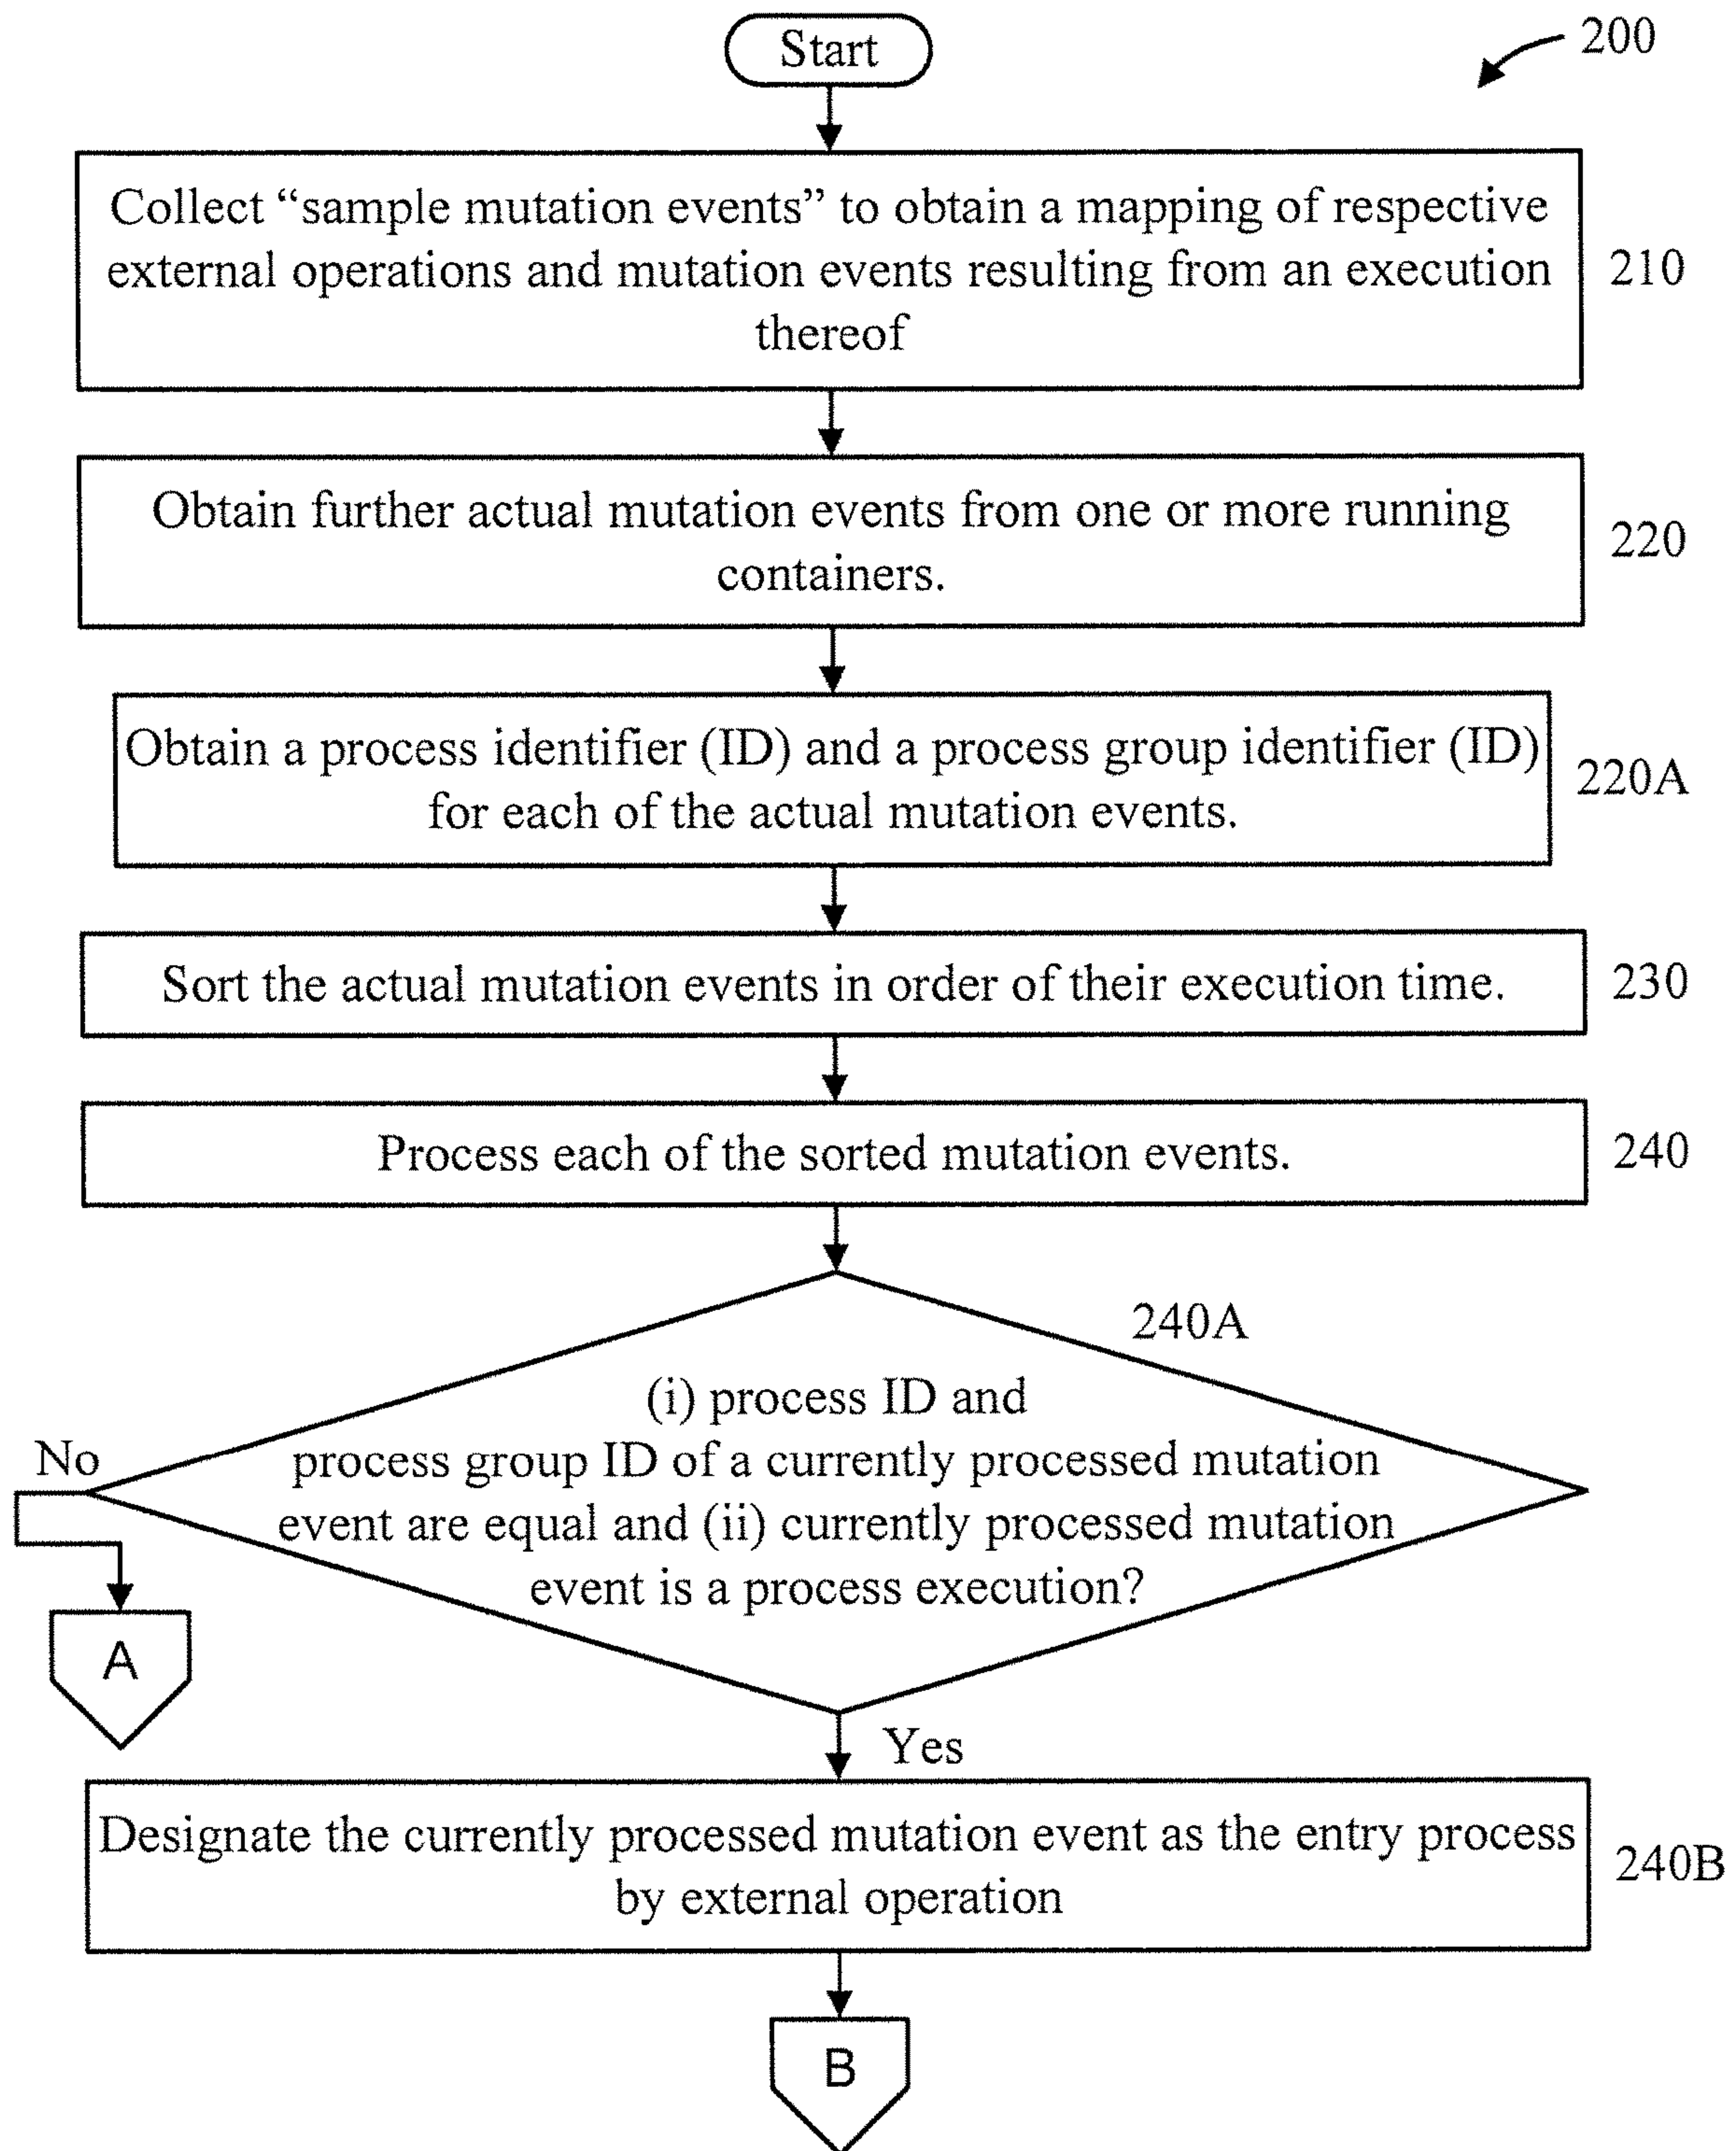 Start
200
Collect “sample mutation events” to obtain a mapping of respective
external operations and mutation events resulting from an execution
thereof
210
Obtain further actual mutation events from one or more running
containers.
220
Obtain a process identifier (ID) and a process group identifier (ID)
for each of the actual mutation events.
220A
Sort the actual mutation events in order of their execution time.
230
Process each of the sorted mutation events.
240
240A
(i) process ID and
process group ID of a currently processed mutation
event are equal and (ii) currently processed mutation
event is a process execution?
No
A
Yes
Designate the currently processed mutation event as the entry process
by external operation
240B
B